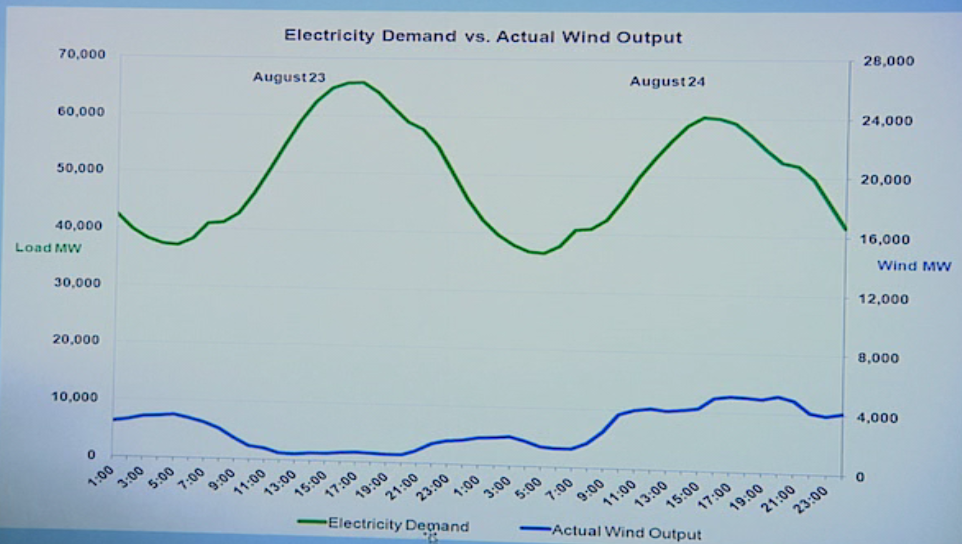 Electricity Demand vs. Actual Wind Output
70,000
60,000
50,000
40,000
30,000
20,000
10,000
0
Load MW
August 23
August 24
28,000
24,000
20,000
16,000
12,000
8,000
4,000
0
Wind MW
1:00 3:00 5:00 7:00 9:00 11:00 13:00 15:00 17:00 19:00 21:00 23:00 1:00 3:00 5:00 7:00 9:00 11:00 13:00 15:00 17:00 19:00 21:00 23:00
Electricity Demand Actual Wind Output